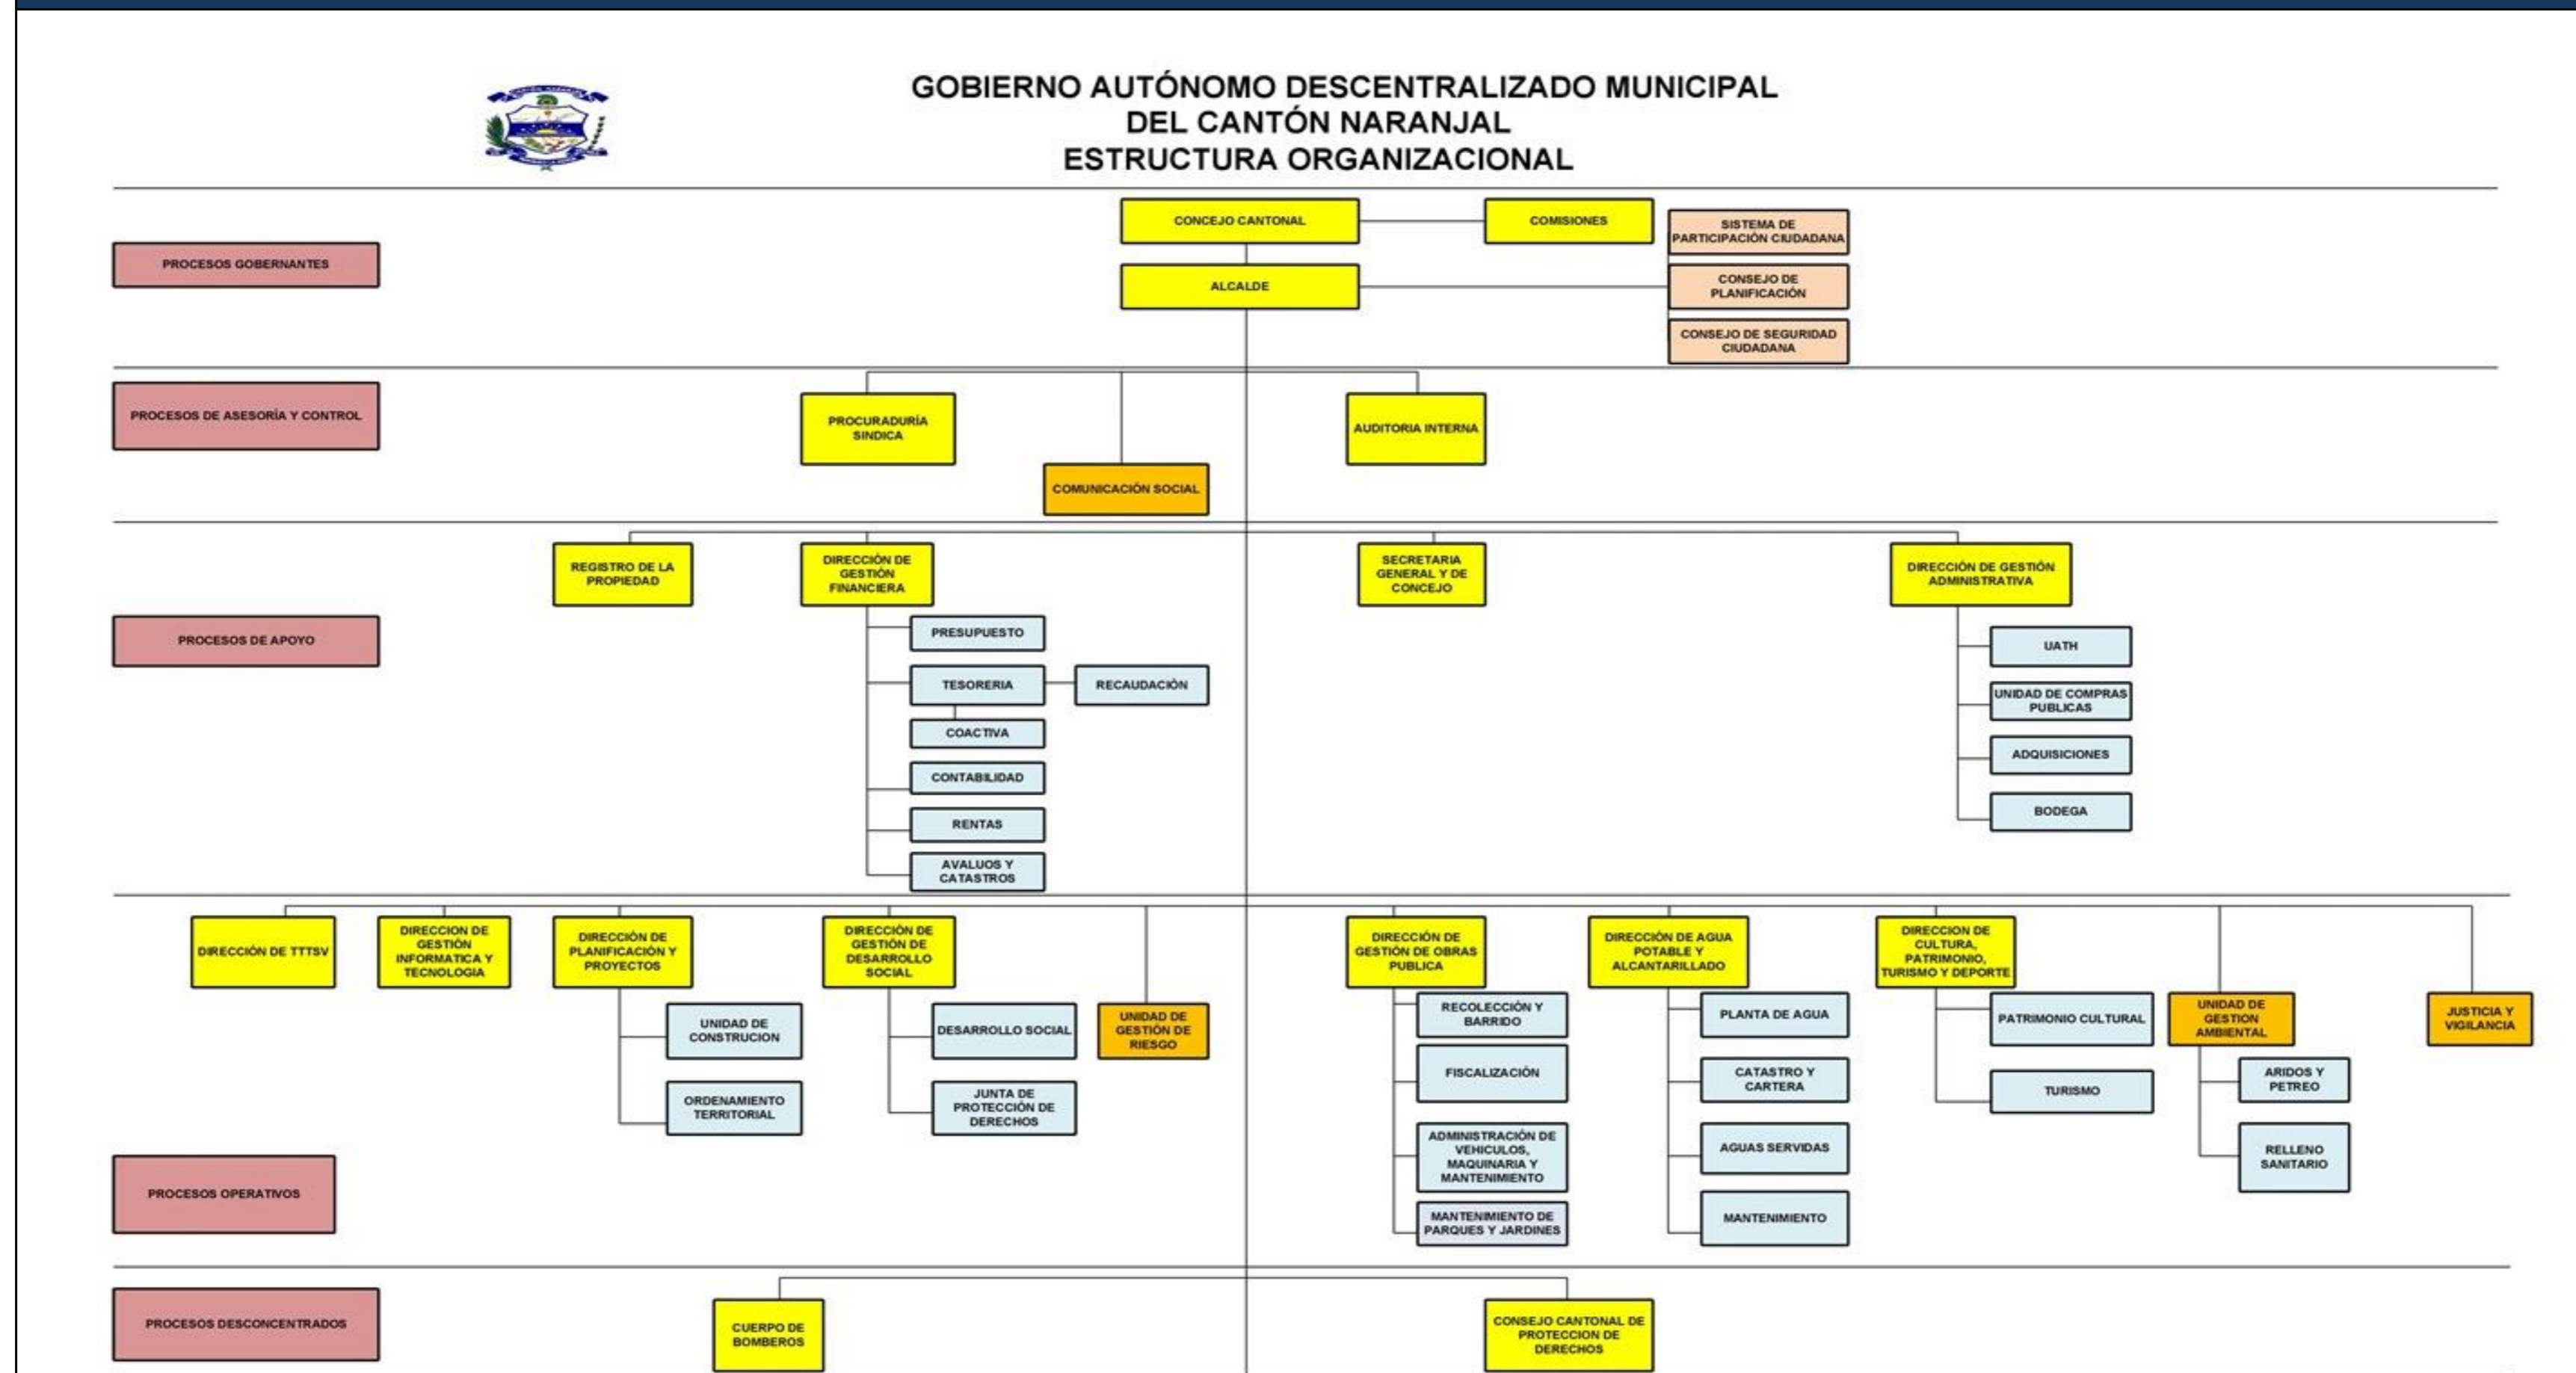 GOBIERNO AUTÓNOMO DESCENTRALIZADO MUNICIPAL
DEL CANTÓN NARANJAL
ESTRUCTURA ORGANIZACIONAL
PROCESOS GOBERNANTES
CONCEJO CANTONAL
COMISIONES
SISTEMA DE
PARTICIPACIÓN CIUDADANA
ALCALDE
CONSEJO DE
PLANIFICACIÓN
CONSEJO DE SEGURIDAD
CIUDADANA
PROCESOS DE ASESORÍA Y CONTROL
PROCURADURÍA
SINDICA
COMUNICACIÓN SOCIAL
AUDITORIA INTERNA
PROCESOS DE APOYO
REGISTRO DE LA
PROPIEDAD
DIRECCIÓN DE
GESTIÓN
FINANCIERA
PRESUPUESTO
TESORERIA
RECAUDACIÓN
COACTIVA
CONTABILIDAD
RENTAS
AVALUOS Y
CATASTROS
SECRETARIA
GENERAL Y DE
CONCEJO
DIRECCIÓN DE GESTIÓN
ADMINISTRATIVA
UATH
UNIDAD DE COMPRAS
PUBLICAS
ADQUISICIONES
BODEGA
PROCESOS OPERATIVOS
DIRECCIÓN DE TTTSV
DIRECCION DE
GESTIÓN
INFORMATICA Y
TECNOLOGIA
DIRECCIÓN DE
PLANIFICACIÓN Y
PROYECTOS
UNIDAD DE
CONSTRUCION
ORDENAMIENTO
TERRITORIAL
DIRECCIÓN DE
GESTIÓN DE
DESARROLLO
SOCIAL
DESARROLLO SOCIAL
JUNTA DE
PROTECCIÓN DE
DERECHOS
UNIDAD DE
GESTIÓN DE
RIESGO
DIRECCIÓN DE
GESTIÓN DE OBRAS
PUBLICA
RECOLECCIÓN Y
BARRIDO
FISCALIZACIÓN
ADMINISTRACIÓN DE
VEHICULOS,
MAQUINARIA Y
MANTENIMIENTO
MANTENIMIENTO DE
PARQUES Y JARDINES
DIRECCIÓN DE AGUA
POTABLE Y
ALCANTARILLADO
PLANTA DE AGUA
CATASTRO Y
CARTERA
AGUAS SERVIDAS
MANTENIMIENTO
DIRECCION DE
CULTURA,
PATRIMONIO,
TURISMO Y DEPORTE
PATRIMONIO CULTURAL
TURISMO
UNIDAD DE
GESTION
AMBIENTAL
ARIDOS Y
PETREO
RELLENO
SANITARIO
JUSTICIA Y
VIGILANCIA
PROCESOS DESCONCENTRADOS
CUERPO DE
BOMBEROS
CONSEJO CANTONAL DE
PROTECCION DE
DERECHOS